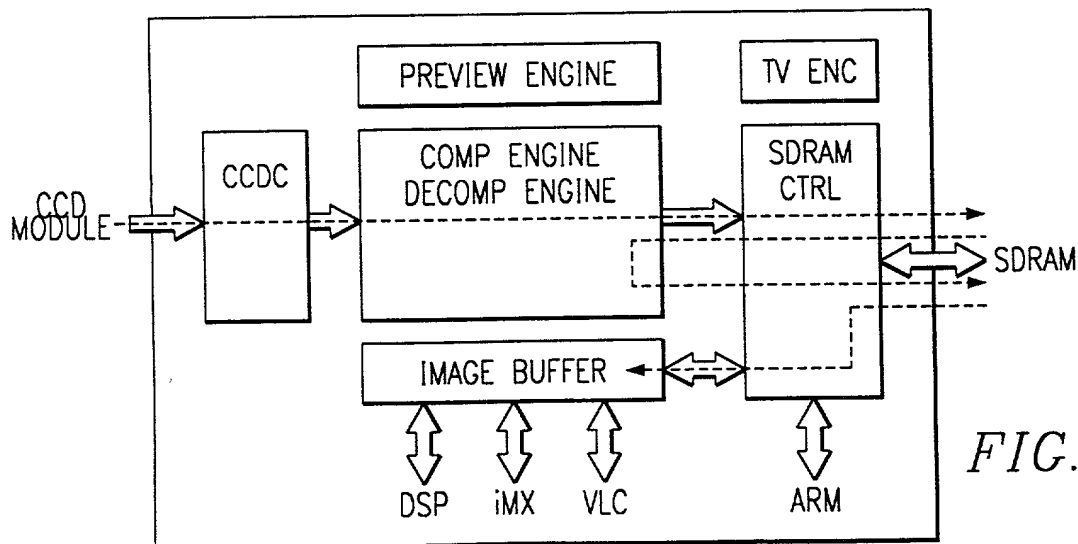 PREVIEW ENGINE
TV ENC
CCDC
COMP ENGINE
DECOMP ENGINE
SDRAM
CTRL
CCD
MODULE
SDRAM
IMAGE BUFFER
DSP
iMX
VLC
ARM
FIG.